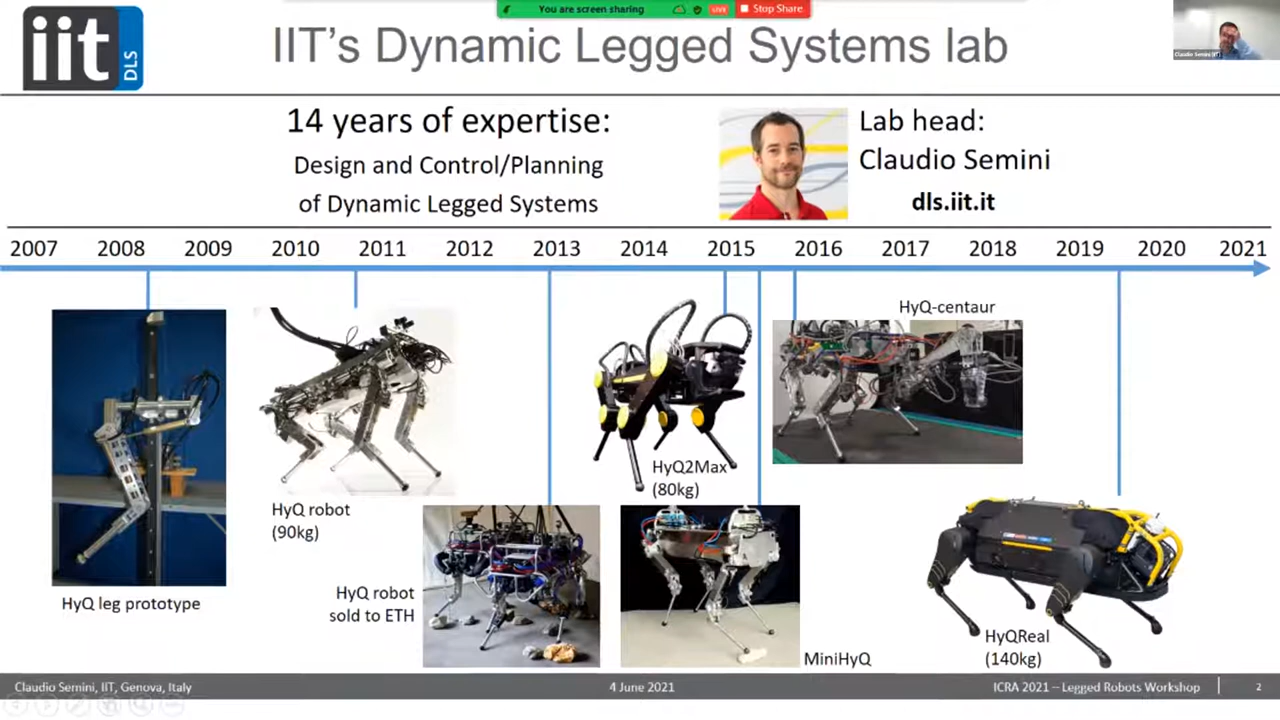 You are screen sharing
LIVE
Stop Share
Claudio Semini (IIT)
iit
DLS
IIT's Dynamic Legged Systems lab
14 years of expertise:
Design and Control/Planning
of Dynamic Legged Systems
Lab head:
Claudio Semini
dls.iit.it
2007 2008 2009 2010 2011 2012 2013 2014 2015 2016 2017 2018 2019 2020 2021
HyQ leg prototype
HyQ robot
(90kg)
HyQ robot
sold to ETH
HyQ2Max
(80kg)
MiniHyQ
HyQ-centaur
HyQReal
(140kg)
Claudio Semini, IIT, Genova, Italy
4 June 2021
ICRA 2021 – Legged Robots Workshop
2